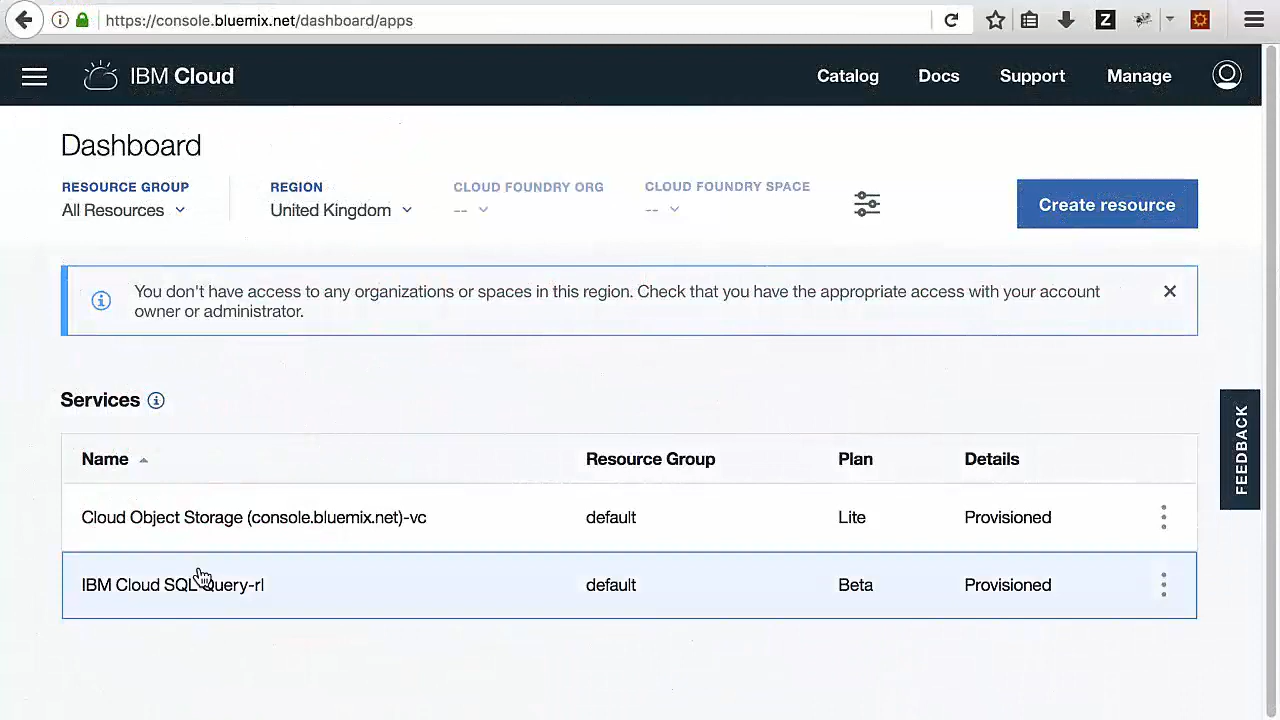 https://console.bluemix.net/dashboard/apps
Z
IBM Cloud
Catalog
Docs
Support
Manage
Dashboard
RESOURCE GROUP
REGION
CLOUD FOUNDRY ORG
CLOUD FOUNDRY SPACE
All Resources
United Kingdom
--
--
Create resource
You don't have access to any organizations or spaces in this region. Check that you have the appropriate access with your account
owner or administrator.
Services
FEEDBACK
Name
Resource Group
Plan
Details
Cloud Object Storage (console.bluemix.net)-vc
default
Lite
Provisioned
IBM Cloud SQL Query-rl
default
Beta
Provisioned